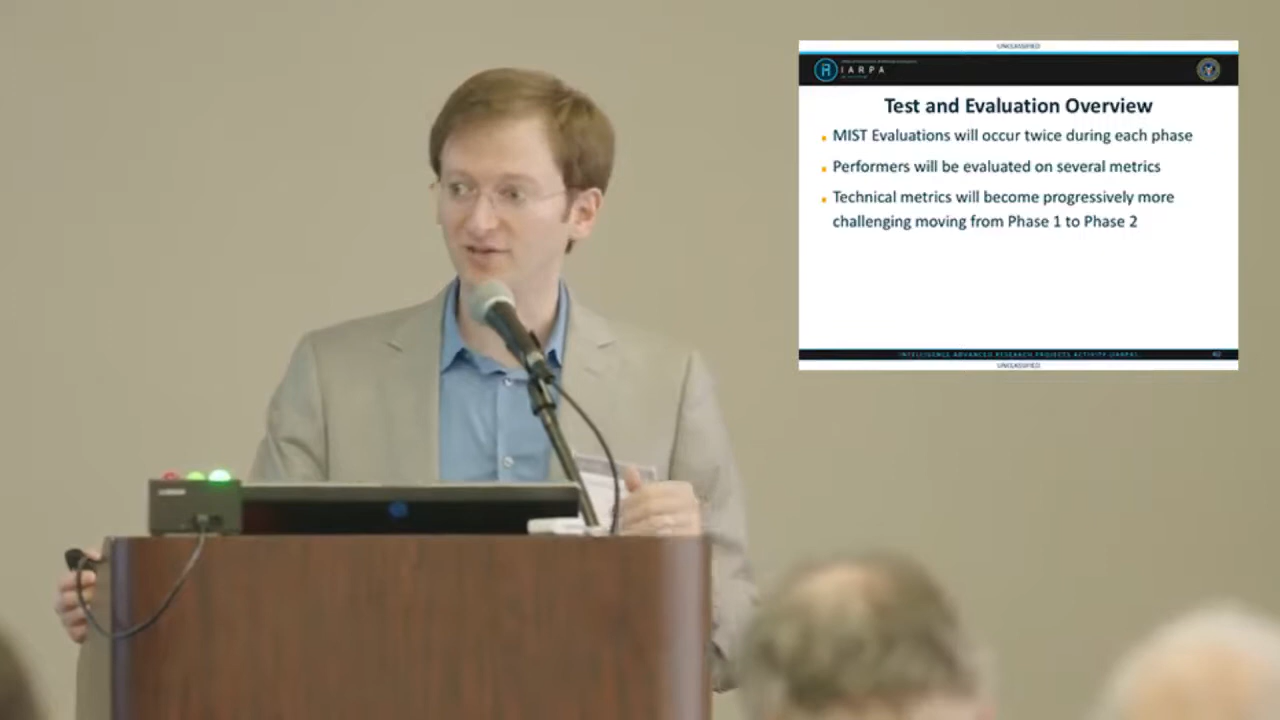 UNCLASSIFIED
IARPA
Test and Evaluation Overview
MIST Evaluations will occur twice during each phase
Performers will be evaluated on several metrics
Technical metrics will become progressively more
challenging moving from Phase 1 to Phase 2
INTELLIGENCE ADVANCED RESEARCH PROJECTS ACTIVITY (IARPA)
UNCLASSIFIED